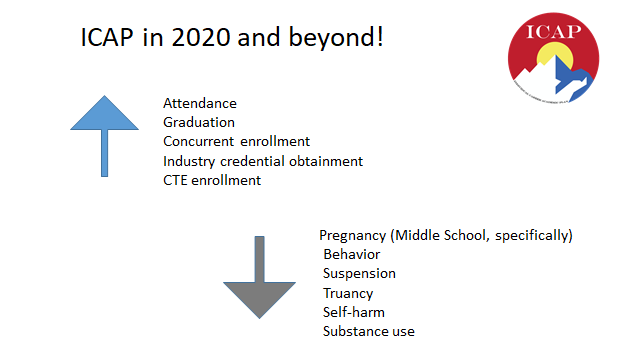 ICAP in 2020 and beyond!
ICAP
Attendance
Graduation
Concurrent enrollment
Industry credential obtainment
CTE enrollment
Pregnancy (Middle School, specifically)
Behavior
Suspension
Truancy
Self-harm
Substance use